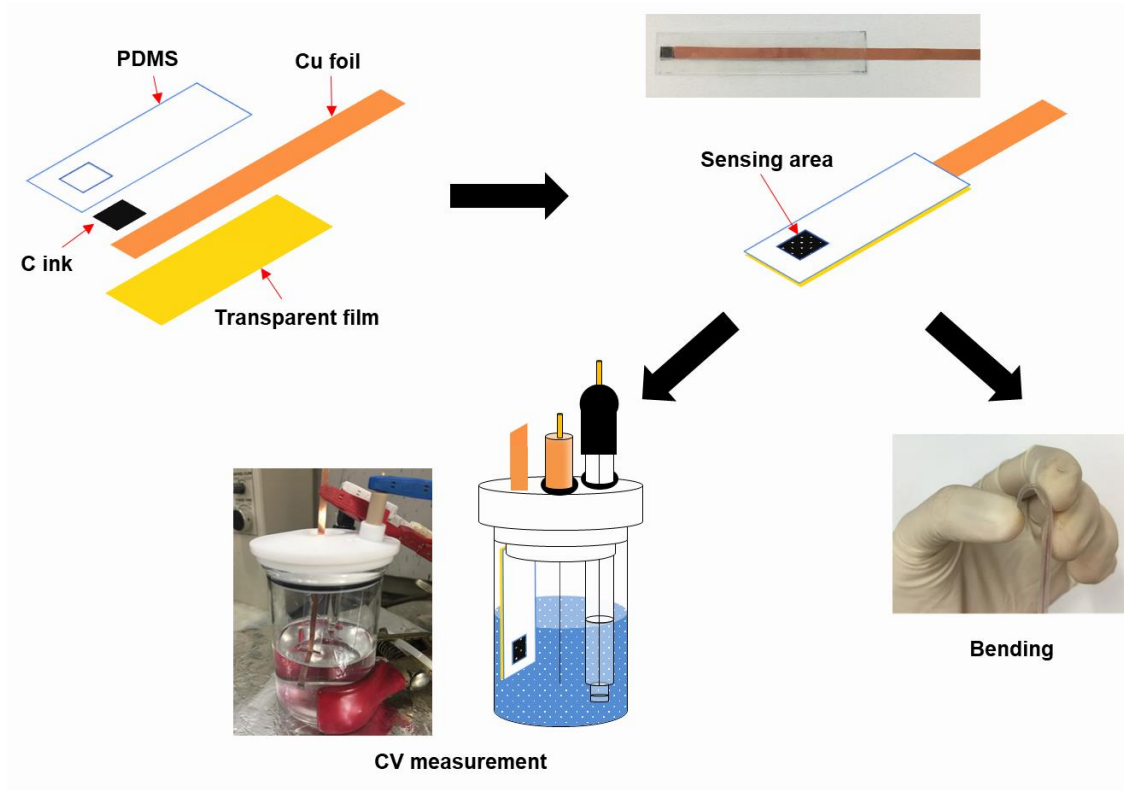 PDMS
Cu foil
C ink
Transparent film
Sensing area
Bending
CV measurement